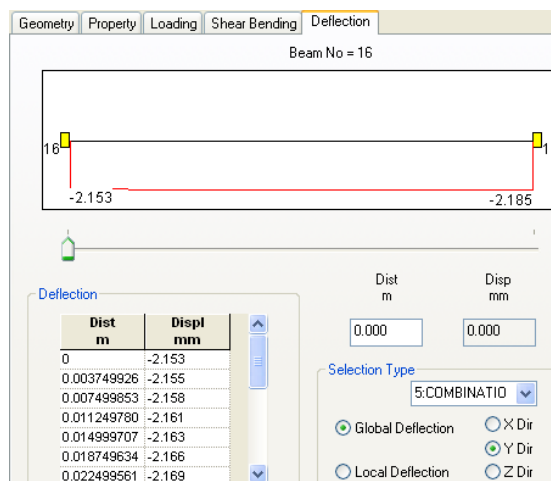 Geometry Property Loading Shear Bending Deflection
Beam No = 16
16 1
-2.153 -2.185
Deflection
Dist m Displ mm
0 -2.153
0.003749926 -2.155
0.007499853 -2.158
0.011249780 -2.161
0.014999707 -2.163
0.018749634 -2.166
0.022499561 -2.169
Dist m Disp mm
0.000 0.000
Selection Type
5:COMBINATIO
Global Deflection X Dir
Y Dir
Local Deflection Z Dir